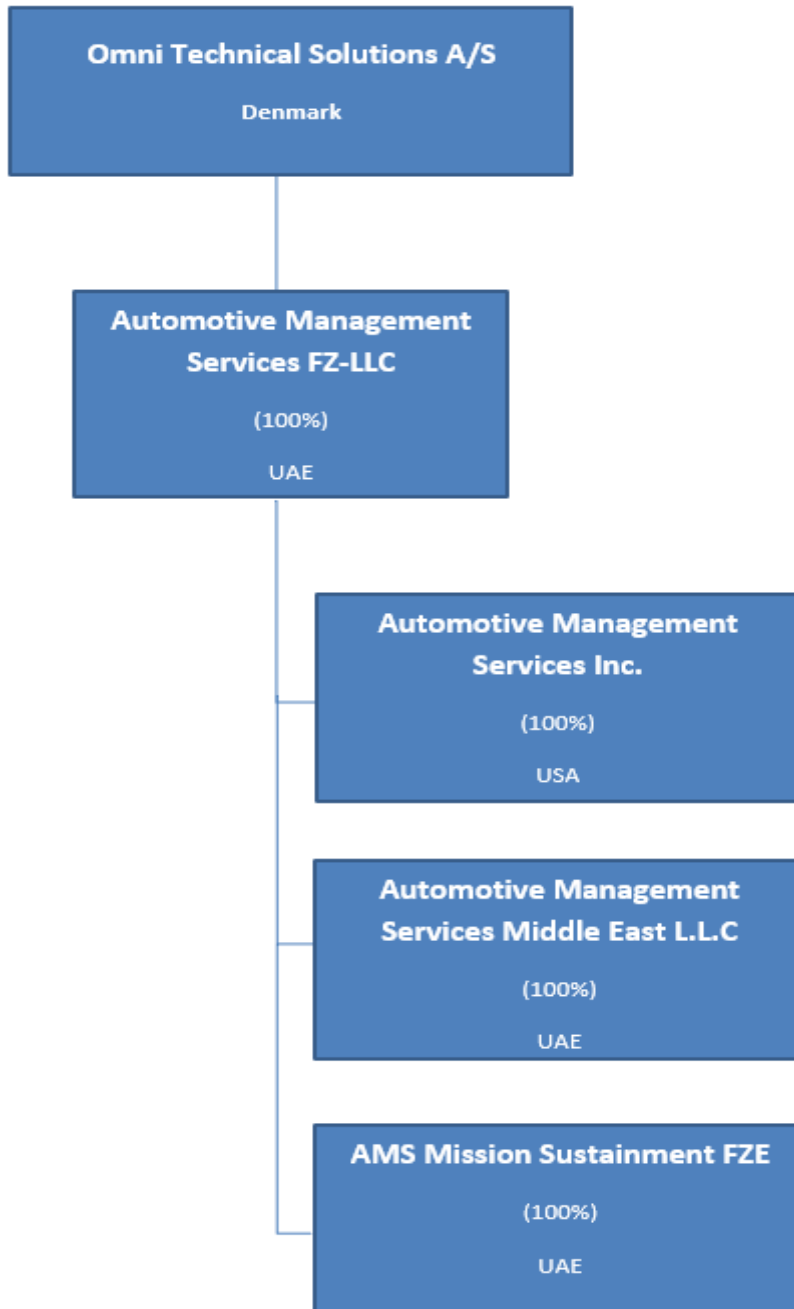 Omni Technical Solutions A/S
Denmark
Automotive Management
Services FZ-LLC
(100%)
UAE
Automotive Management
Services Inc.
(100%)
USA
Automotive Management
Services Middle East L.L.C
(100%)
UAE
AMS Mission Sustainment FZE
(100%)
UAE